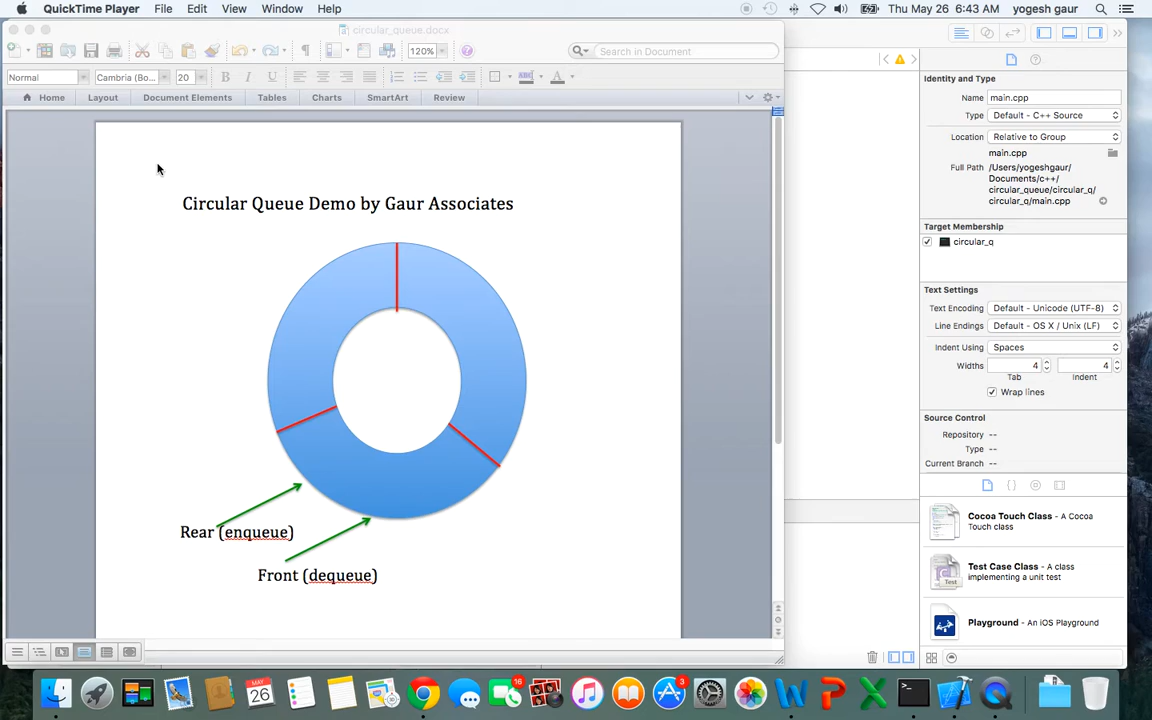 QuickTime Player File Edit View Window Help
Thu May 26 6:43 AM yogesh gaur
circular_queue.docx
120%
Search in Document
Normal Cambria (Bo... 20 B I U A
Home Layout Document Elements Tables Charts SmartArt Review
Circular Queue Demo by Gaur Associates
Rear (enqueue)
Front (dequeue)
Identity and Type
Name main.cpp
Type Default - C++ Source
Location Relative to Group
main.cpp
Full Path /Users/yogeshgaur/
Documents/c++/
circular_queue/circular_q/
circular_q/main.cpp
Target Membership
circular_q
Text Settings
Text Encoding Default - Unicode (UTF-8)
Line Endings Default - OS X / Unix (LF)
Indent Using Spaces
Widths 4 4
Tab Indent
Wrap lines
Source Control
Repository --
Type --
Current Branch --
Cocoa Touch Class - A Cocoa
Touch class
Test Case Class - A class
implementing a unit test
Test
Playground - An iOS Playground
MAY
26
16
3